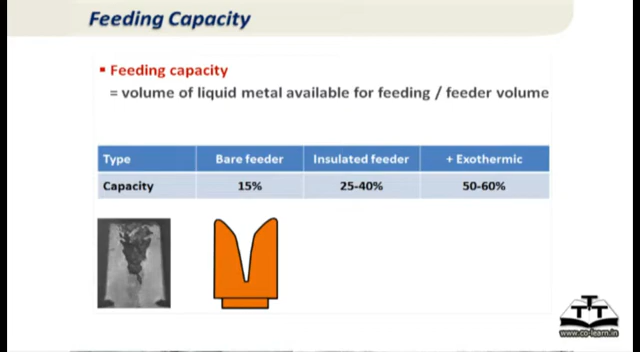 Feeding Capacity
▪ Feeding capacity
= volume of liquid metal available for feeding / feeder volume
Type Bare feeder Insulated feeder + Exothermic
Capacity 15% 25-40% 50-60%
T T T
www.co-learn.in